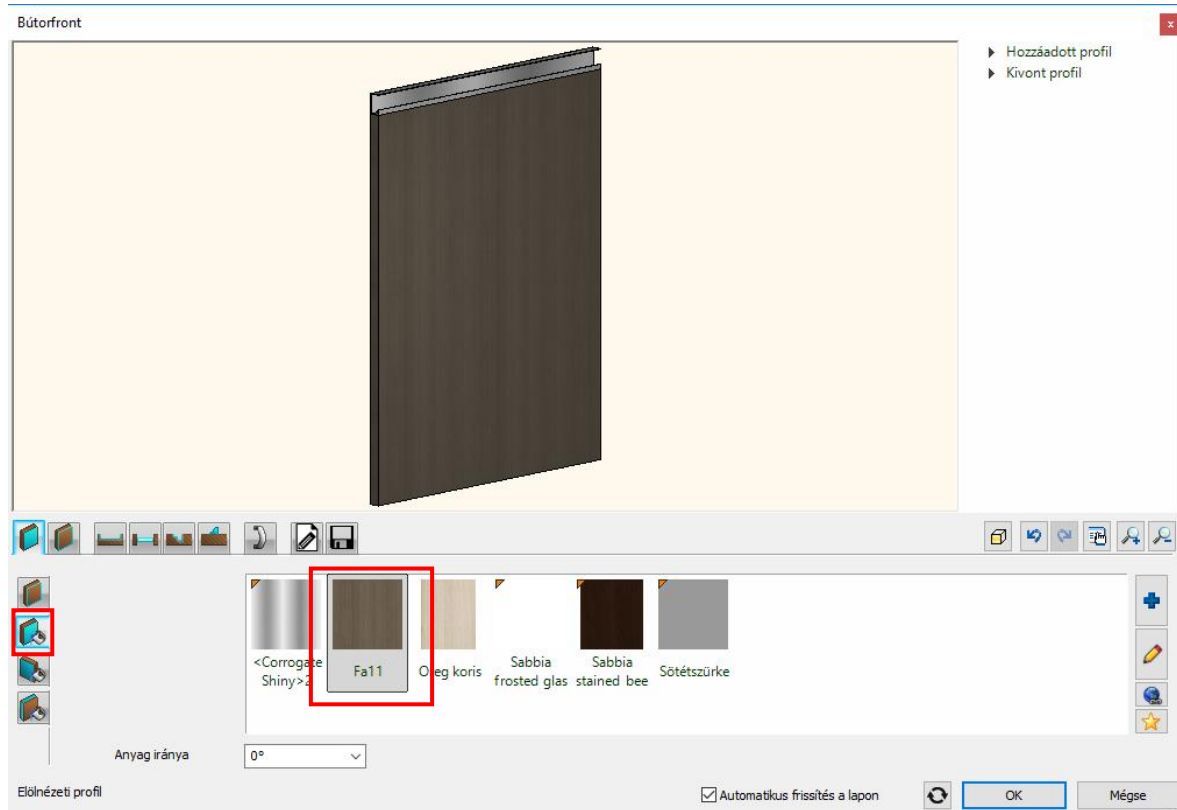 Bútorfront
x
Hozzáadott profil
Kivont profil
<Corrogate
Shiny>2
Fa11
Oreg koris
Sabbia
frosted glas
Sabbia
stained bee
Sötétszürke
Anyag iránya
0°
Elölnézeti profil
Automatikus frissítés a lapon
OK
Mégse